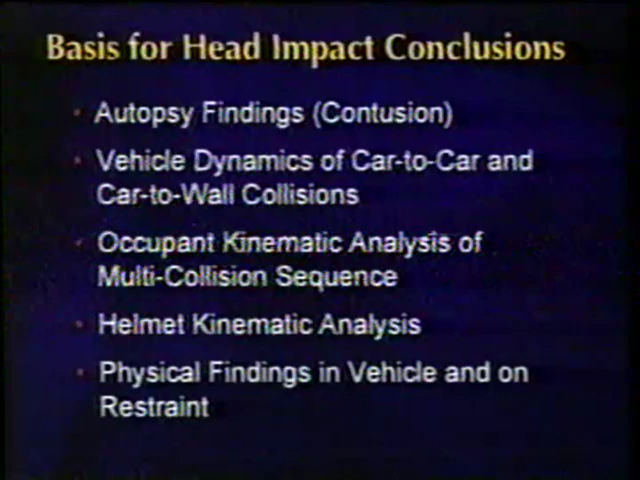 Basis for Head Impact Conclusions
• Autopsy Findings (Contusion)
• Vehicle Dynamics of Car-to-Car and
Car-to-Wall Collisions
• Occupant Kinematic Analysis of
Multi-Collision Sequence
• Helmet Kinematic Analysis
• Physical Findings in Vehicle and on
Restraint